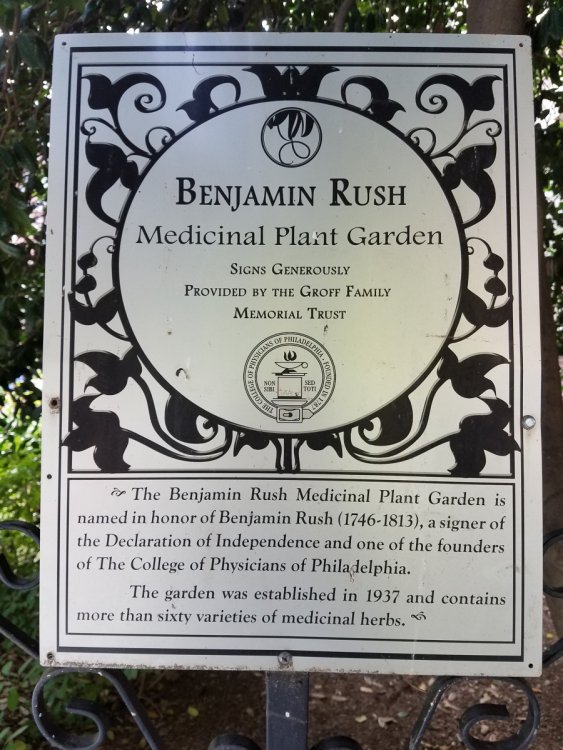 BENJAMIN RUSH
Medicinal Plant Garden
SIGNS GENEROUSLY
PROVIDED BY THE GROFF FAMILY
MEMORIAL TRUST
THE COLLEGE OF PHYSICIANS OF PHILADELPHIA · FOUNDED IN 1787
NON SED
SIBI TOTI
The Benjamin Rush Medicinal Plant Garden is
named in honor of Benjamin Rush (1746-1813), a signer of
the Declaration of Independence and one of the founders
of The College of Physicians of Philadelphia.
The garden was established in 1937 and contains
more than sixty varieties of medicinal herbs.